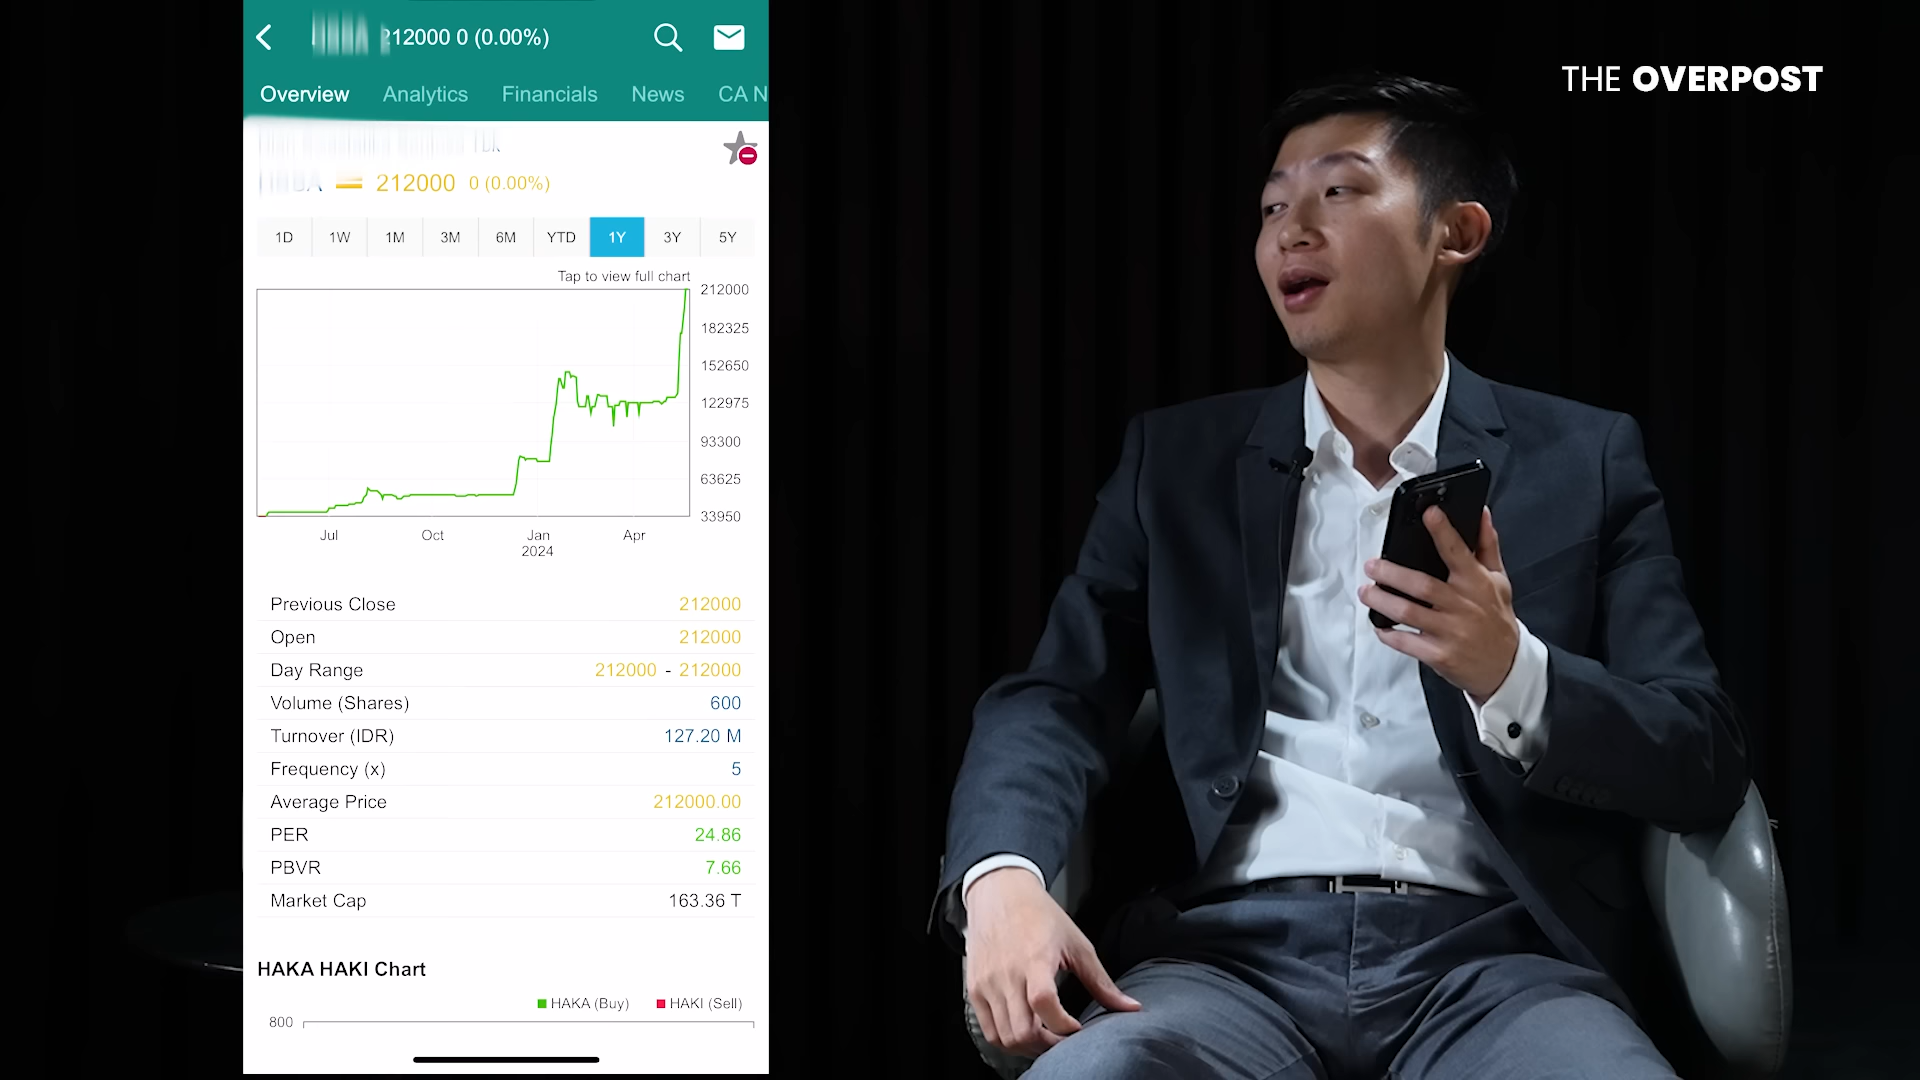 212000 0 (0.00%)
THE OVERPOST
Overview Analytics Financials News CA N
212000 0 (0.00%)
1D 1W 1M 3M 6M YTD 1Y 3Y 5Y
Tap to view full chart
212000
182325
152650
122975
93300
63625
33950
Jul Oct Jan Apr
2024
Previous Close 212000
Open 212000
Day Range 212000 - 212000
Volume (Shares) 600
Turnover (IDR) 127.20 M
Frequency (x) 5
Average Price 212000.00
PER 24.86
PBVR 7.66
Market Cap 163.36 T
HAKA HAKI Chart
HAKA (Buy) HAKI (Sell)
800